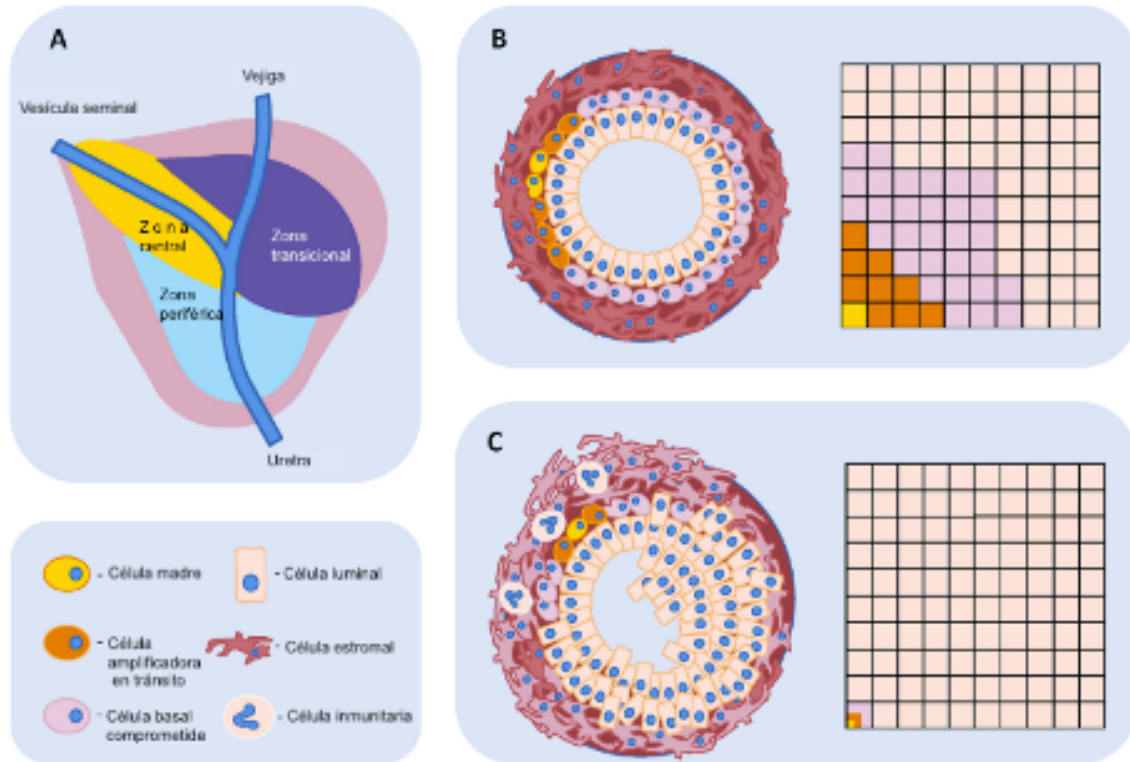 A
Vejiga
Vesícula seminal
Zona
central
Zona
transicional
Zona
periférica
Uretra
- Célula madre
- Célula
amplificadora
en tránsito
- Célula basal
comprometida
- Célula luminal
- Célula estromal
- Célula inmunitaria
B
C